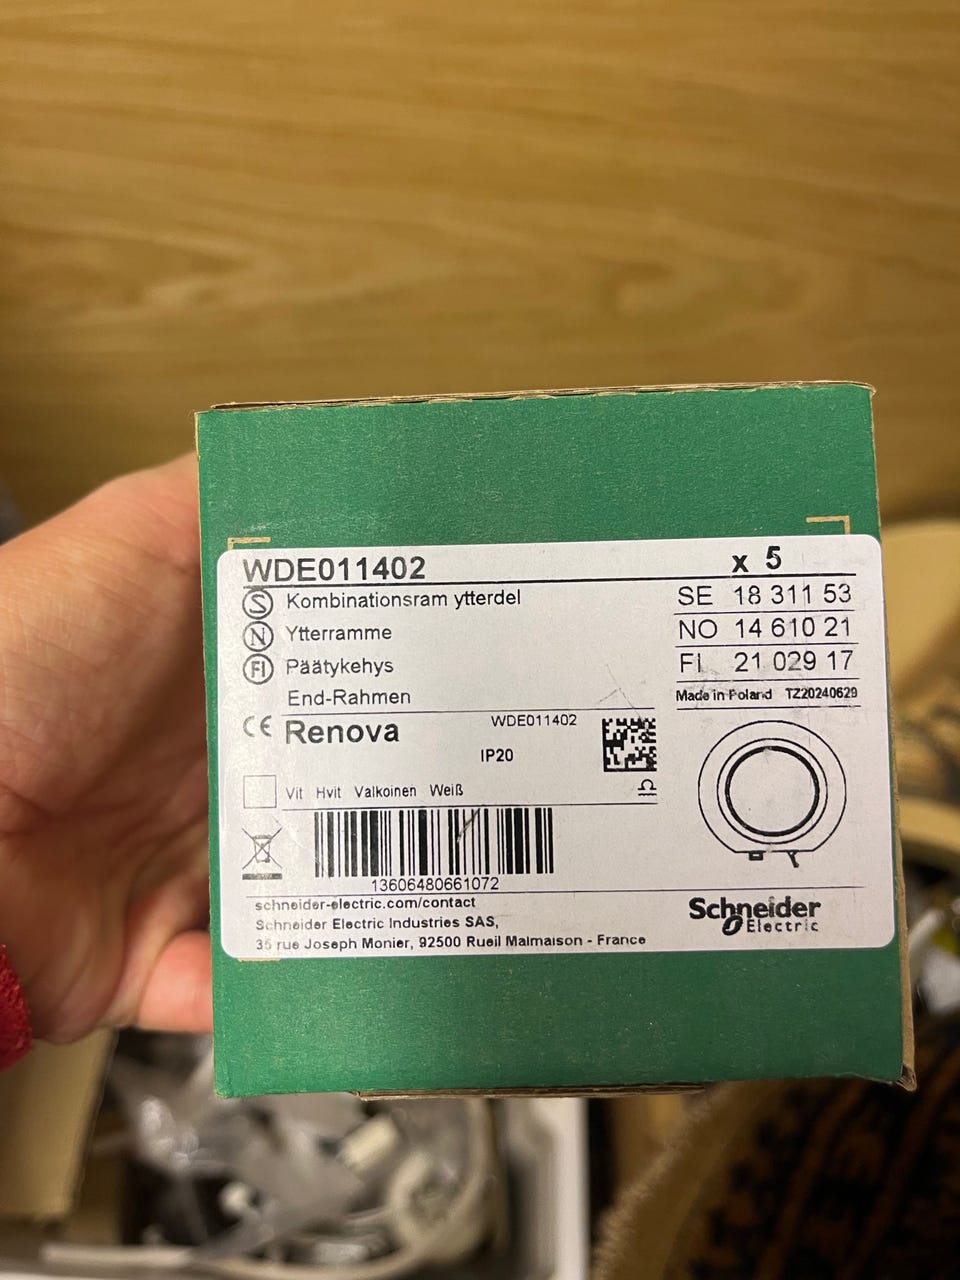 WDE011402 x 5
S Kombinationsram ytterdel SE 18 311 53
N Ytterramme NO 14 610 21
FI Päätykehys FI 21 029 17
End-Rahmen Made in Poland TZ20240629
CE Renova WDE011402
IP20
Vit Hvit Valkoinen Weiß
13606480661072
schneider-electric.com/contact
Schneider Electric Industries SAS,
35 rue Joseph Monier, 92500 Rueil Malmaison - France
Schneider
Electric